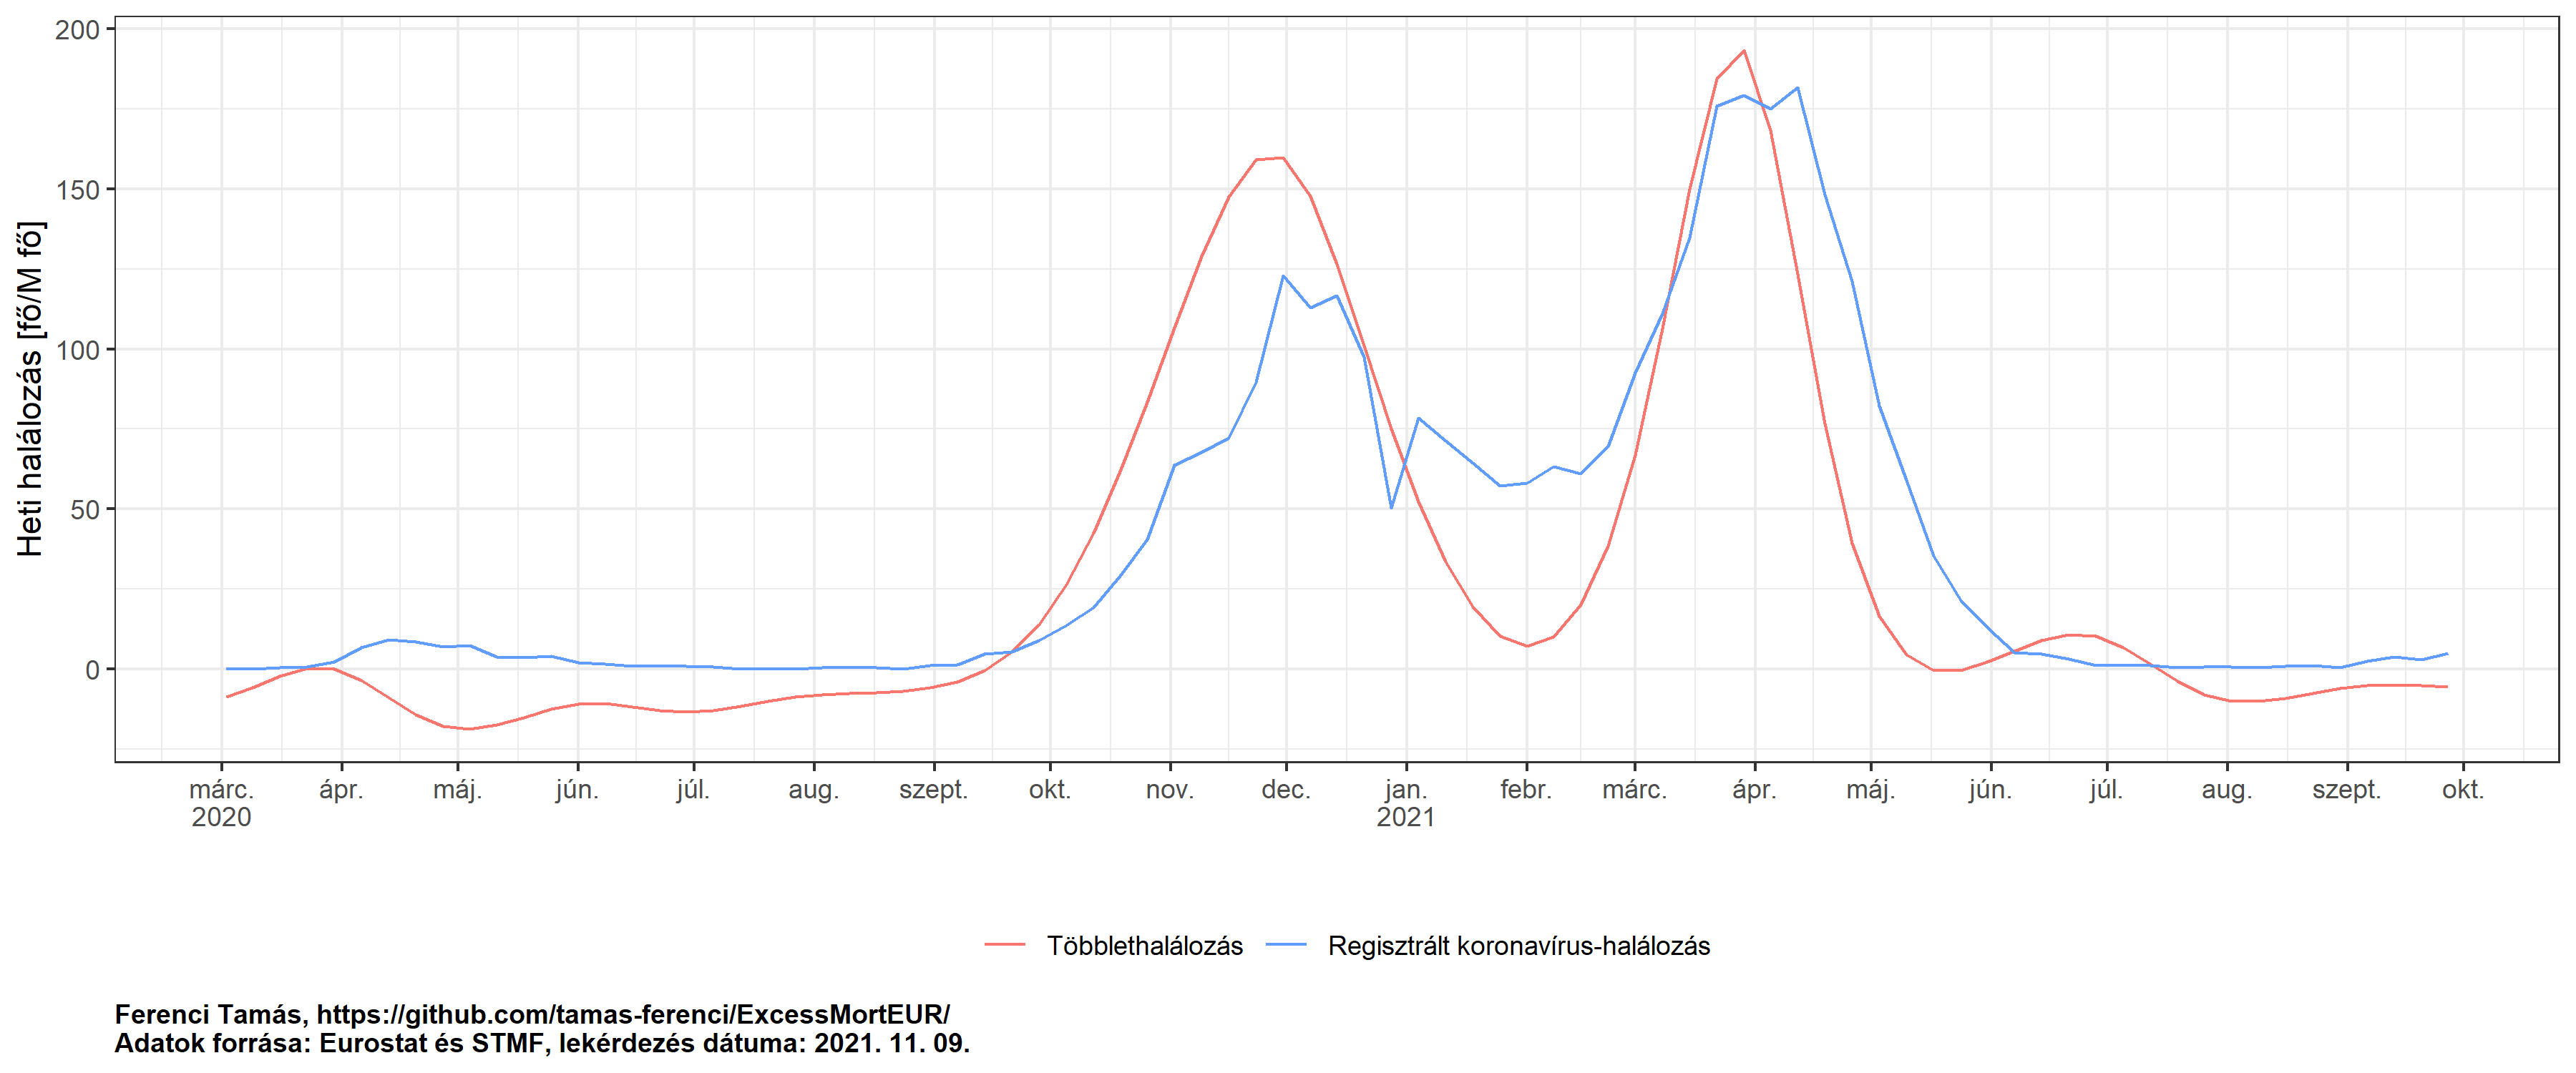 200
150
100
50
0
Heti halálozás [fő/M fő]
márc. ápr. máj. jún. júl. aug. szept. okt. nov. dec. jan. febr. márc. ápr. máj. jún. júl. aug. szept. okt.
2020 2021
Többlethalálozás Regisztrált koronavírus-halálozás
Ferenci Tamás, https://github.com/tamas-ferenci/ExcessMortEUR/
Adatok forrása: Eurostat és STMF, lekérdezés dátuma: 2021. 11. 09.